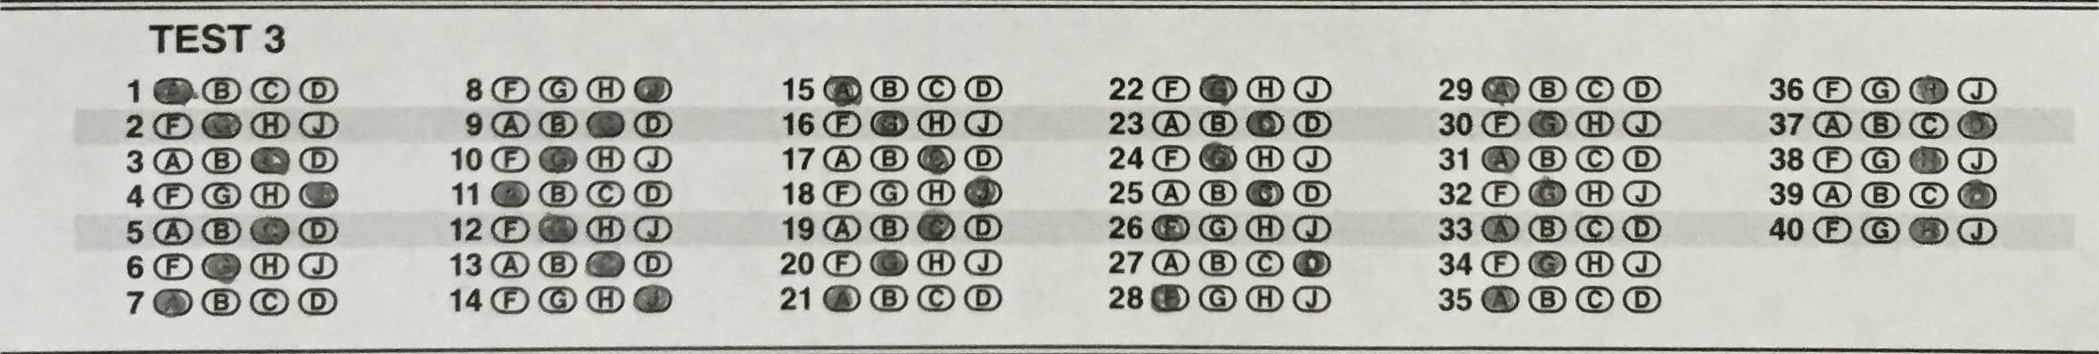 TEST 3
1 A B C D 8 F G H J 15 A B C D 22 F G H J 29 A B C D 36 F G H J
2 F G H J 9 A B C D 16 F G H J 23 A B C D 30 F G H J 37 A B C D
3 A B C D 10 F G H J 17 A B C D 24 F G H J 31 A B C D 38 F G H J
4 F G H J 11 A B C D 18 F G H J 25 A B C D 32 F G H J 39 A B C D
5 A B C D 12 F G H J 19 A B C D 26 F G H J 33 A B C D 40 F G H J
6 F G H J 13 A B C D 20 F G H J 27 A B C D 34 F G H J
7 A B C D 14 F G H J 21 A B C D 28 F G H J 35 A B C D